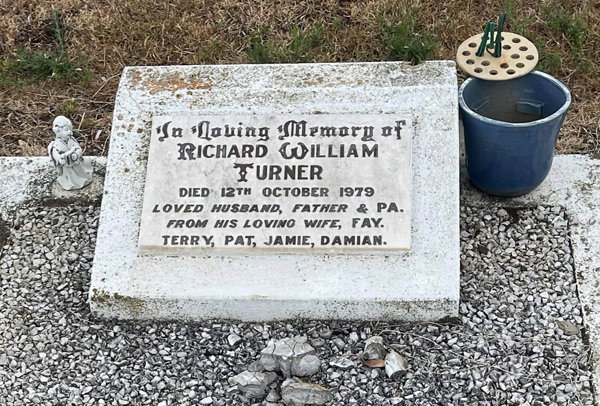 In Loving Memory of
RICHARD WILLIAM
TURNER
DIED 12TH OCTOBER 1979
LOVED HUSBAND, FATHER & PA.
FROM HIS LOVING WIFE, FAY.
TERRY, PAT, JAMIE, DAMIAN.